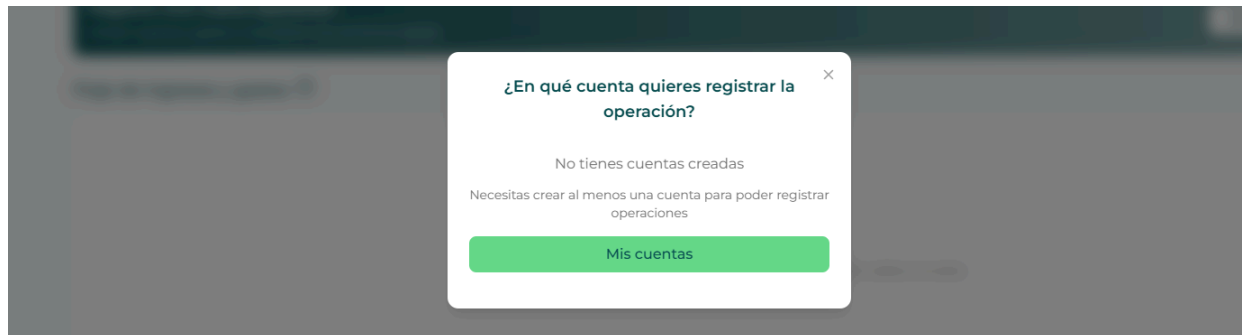 ¿En qué cuenta quieres registrar la
operación?
No tienes cuentas creadas
Necesitas crear al menos una cuenta para poder registrar
operaciones
Mis cuentas